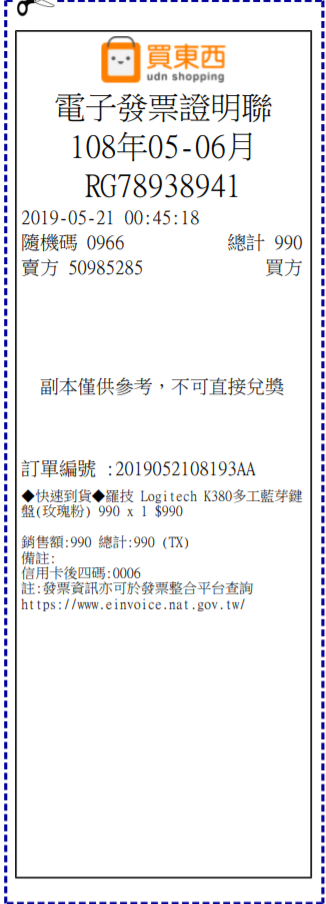 買東西
udn shopping
電子發票證明聯
108年05-06月
RG78938941
2019-05-21 00:45:18
隨機碼 0966 總計 990
賣方 50985285 買方
副本僅供參考，不可直接兌獎
訂單編號 :2019052108193AA
◆快速到貨◆羅技 Logitech K380多工藍芽鍵
盤(玫瑰粉) 990 x 1 $990
銷售額:990 總計:990 (TX)
備註:
信用卡後四碼:0006
註:發票資訊亦可於發票整合平台查詢
https://www.einvoice.nat.gov.tw/